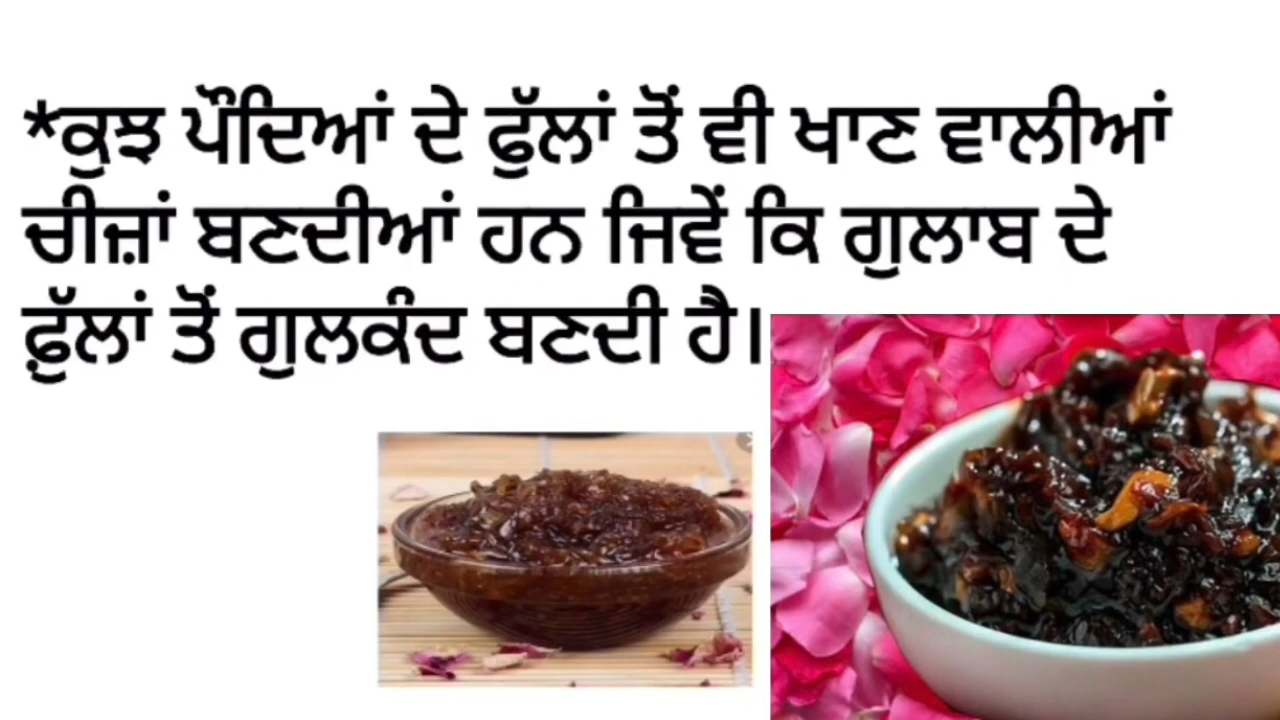 *ਕੁਝ ਪੌਦਿਆਂ ਦੇ ਫੁੱਲਾਂ ਤੋਂ ਵੀ ਖਾਣ ਵਾਲੀਆਂ
ਚੀਜ਼ਾਂ ਬਣਦੀਆਂ ਹਨ ਜਿਵੇਂ ਕਿ ਗੁਲਾਬ ਦੇ
ਫ਼ੁੱਲਾਂ ਤੋਂ ਗੁਲਕੰਦ ਬਣਦੀ ਹੈ।